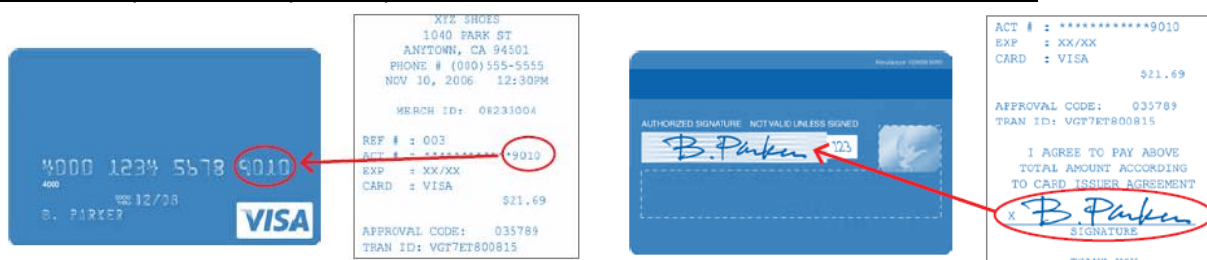 4000 1234 5678 9010
4000
12/08
B. PARKER
VISA
XYZ SHOES
1040 PARK ST
ANYTOWN, CA 94501
PHONE # (000)555-5555
NOV 10, 2006 12:30PM
MERCH ID: 08233004
REF # : 003
ACT # : ************9010
EXP : XX/XX
CARD : VISA
$21.69
APPROVAL CODE: 035789
TRAN ID: VGT7ET800815
AUTHORIZED SIGNATURE NOT VALID UNLESS SIGNED
B. Parker 123
ACT # : ************9010
EXP : XX/XX
CARD : VISA
$21.69
APPROVAL CODE: 035789
TRAN ID: VGT7ET800815
I AGREE TO PAY ABOVE
TOTAL AMOUNT ACCORDING
TO CARD ISSUER AGREEMENT
x B. Parker
SIGNATURE